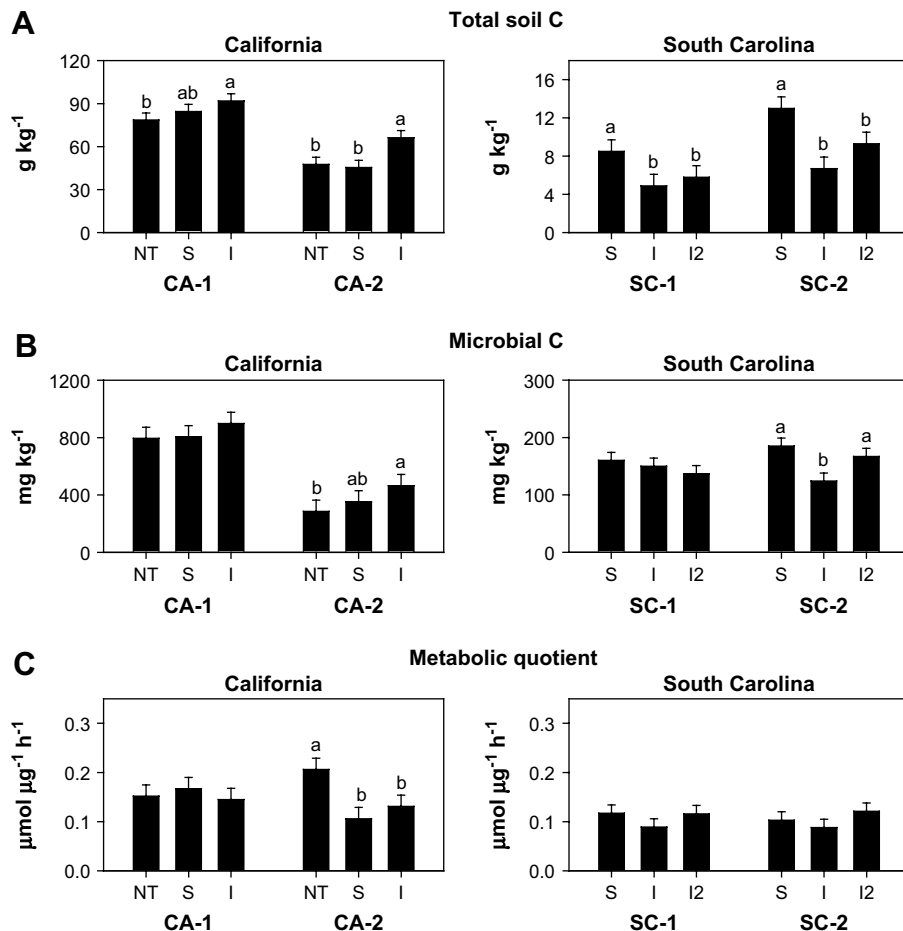 A
Total soil C
California
South Carolina
120
90
60
30
0
g kg⁻¹
b ab a b b a
NT S I NT S I
CA-1 CA-2
16
12
8
4
0
g kg⁻¹
a b b a b b
S I I2 S I I2
SC-1 SC-2
B
Microbial C
California
South Carolina
1200
800
400
0
mg kg⁻¹
b ab a
NT S I NT S I
CA-1 CA-2
300
200
100
0
mg kg⁻¹
a b a
S I I2 S I I2
SC-1 SC-2
C
Metabolic quotient
California
South Carolina
0.3
0.2
0.1
0.0
μmol μg⁻¹ h⁻¹
a b b
NT S I NT S I
CA-1 CA-2
0.3
0.2
0.1
0.0
μmol μg⁻¹ h⁻¹
S I I2 S I I2
SC-1 SC-2